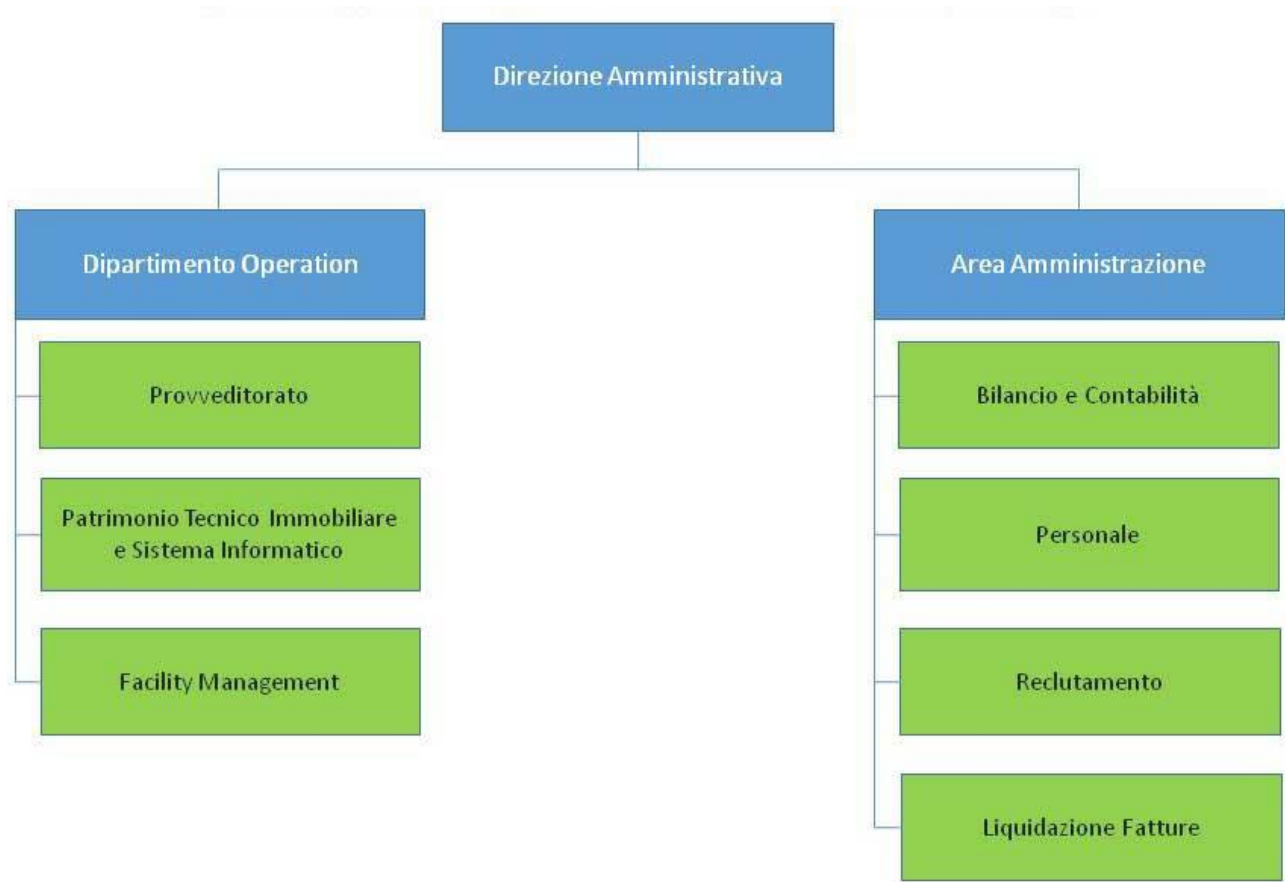 Direzione Amministrativa
Dipartimento Operation
Area Amministrazione
Provveditorato
Bilancio e Contabilità
Patrimonio Tecnico Immobiliare
e Sistema Informatico
Personale
Facility Management
Reclutamento
Liquidazione Fatture